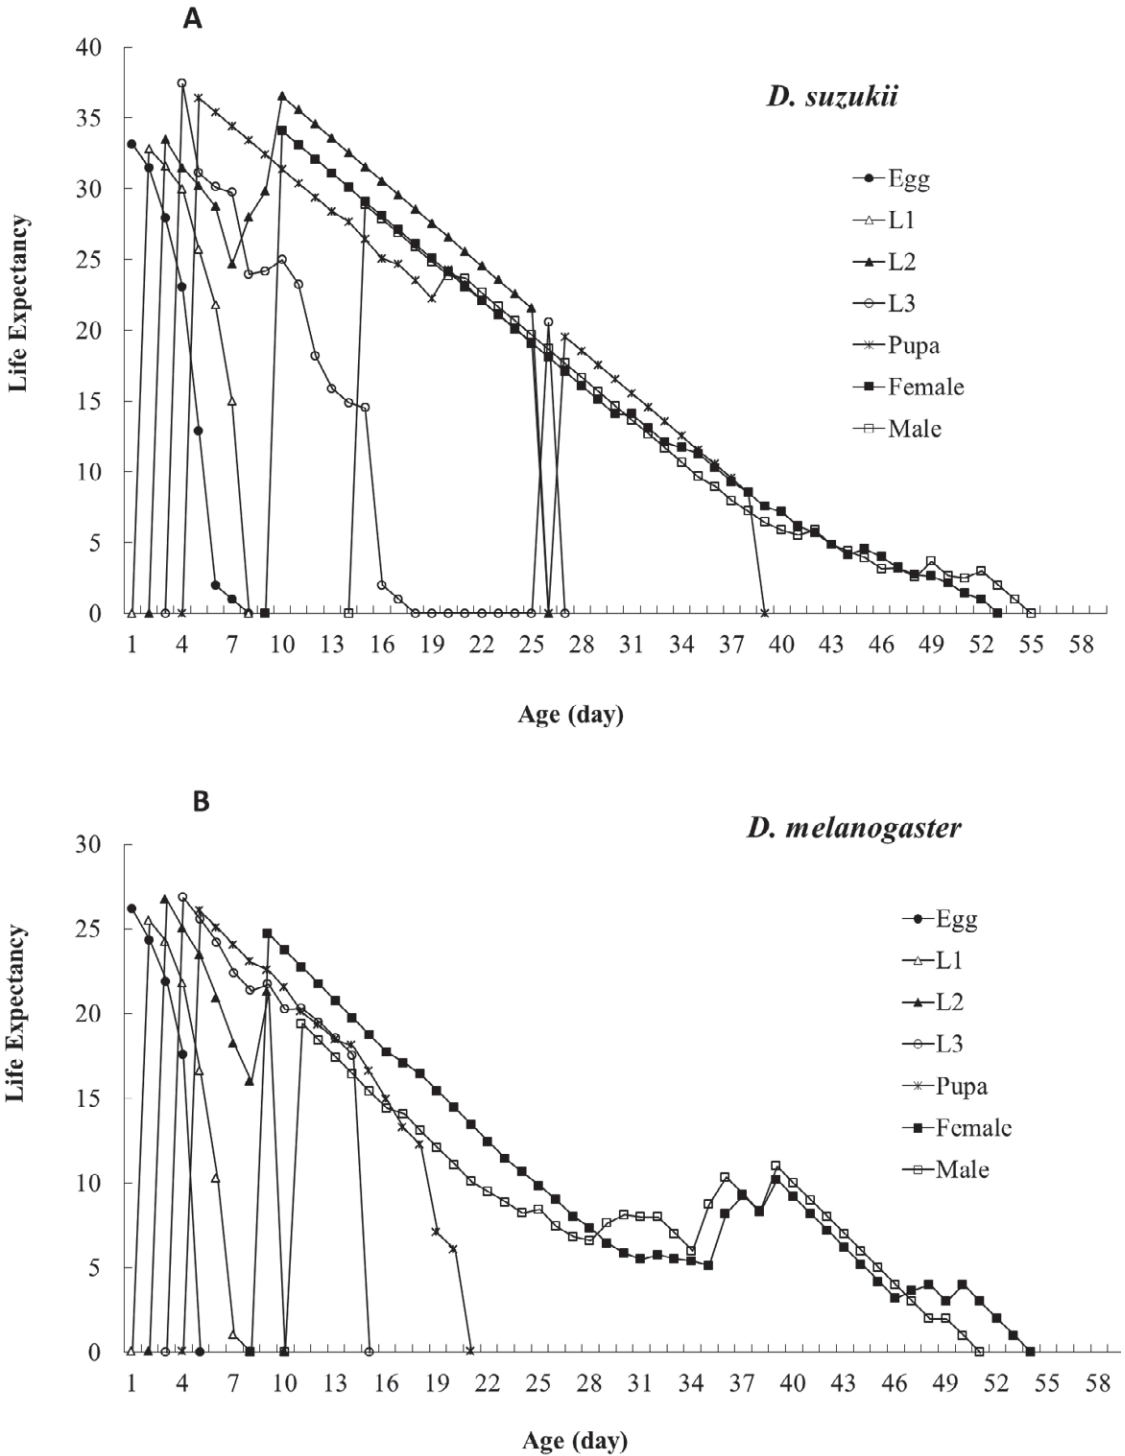 A
D. suzukii
Life Expectancy
40
35
30
25
20
15
10
5
0
Egg
L1
L2
L3
Pupa
Female
Male
1 4 7 10 13 16 19 22 25 28 31 34 37 40 43 46 49 52 55 58
Age (day)
B
D. melanogaster
Life Expectancy
30
25
20
15
10
5
0
Egg
L1
L2
L3
Pupa
Female
Male
1 4 7 10 13 16 19 22 25 28 31 34 37 40 43 46 49 52 55 58
Age (day)